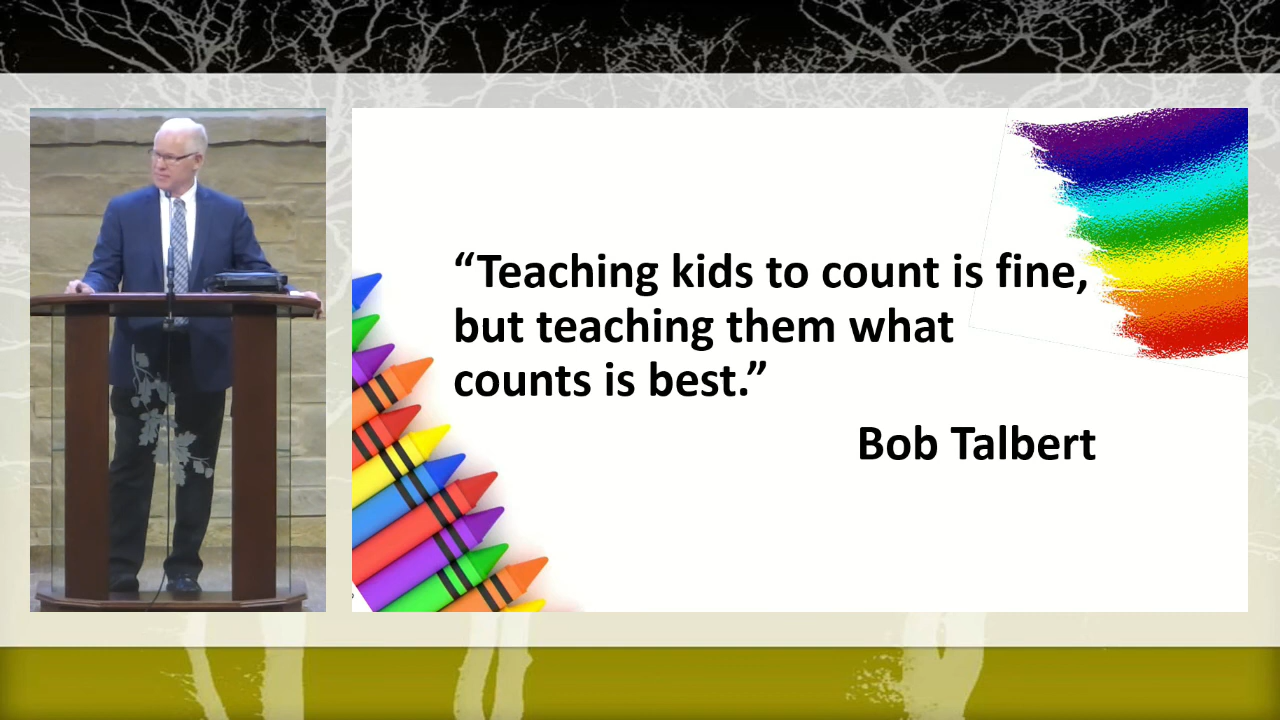 “Teaching kids to count is fine,
but teaching them what
counts is best.”
Bob Talbert